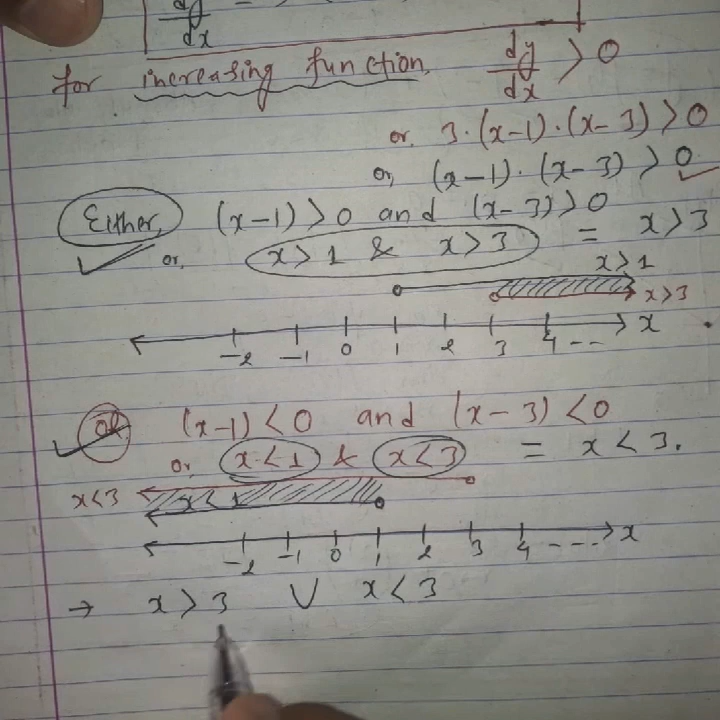 dy/dx
for increasing function, dy/dx > 0
or, 3·(x-1)·(x-3) > 0
or, (x-1)·(x-3) > 0
Either, (x-1) > 0 and (x-3) > 0
or, x > 1 & x > 3 = x > 3
x > 1
x > 3
-2 -1 0 1 2 3 4 ... x
OR (x-1) < 0 and (x-3) < 0
or, x < 1 & x < 3 = x < 3.
x < 3 x < 1
-2 -1 0 1 2 3 4 ---- x
→ x > 3 ∨ x < 3